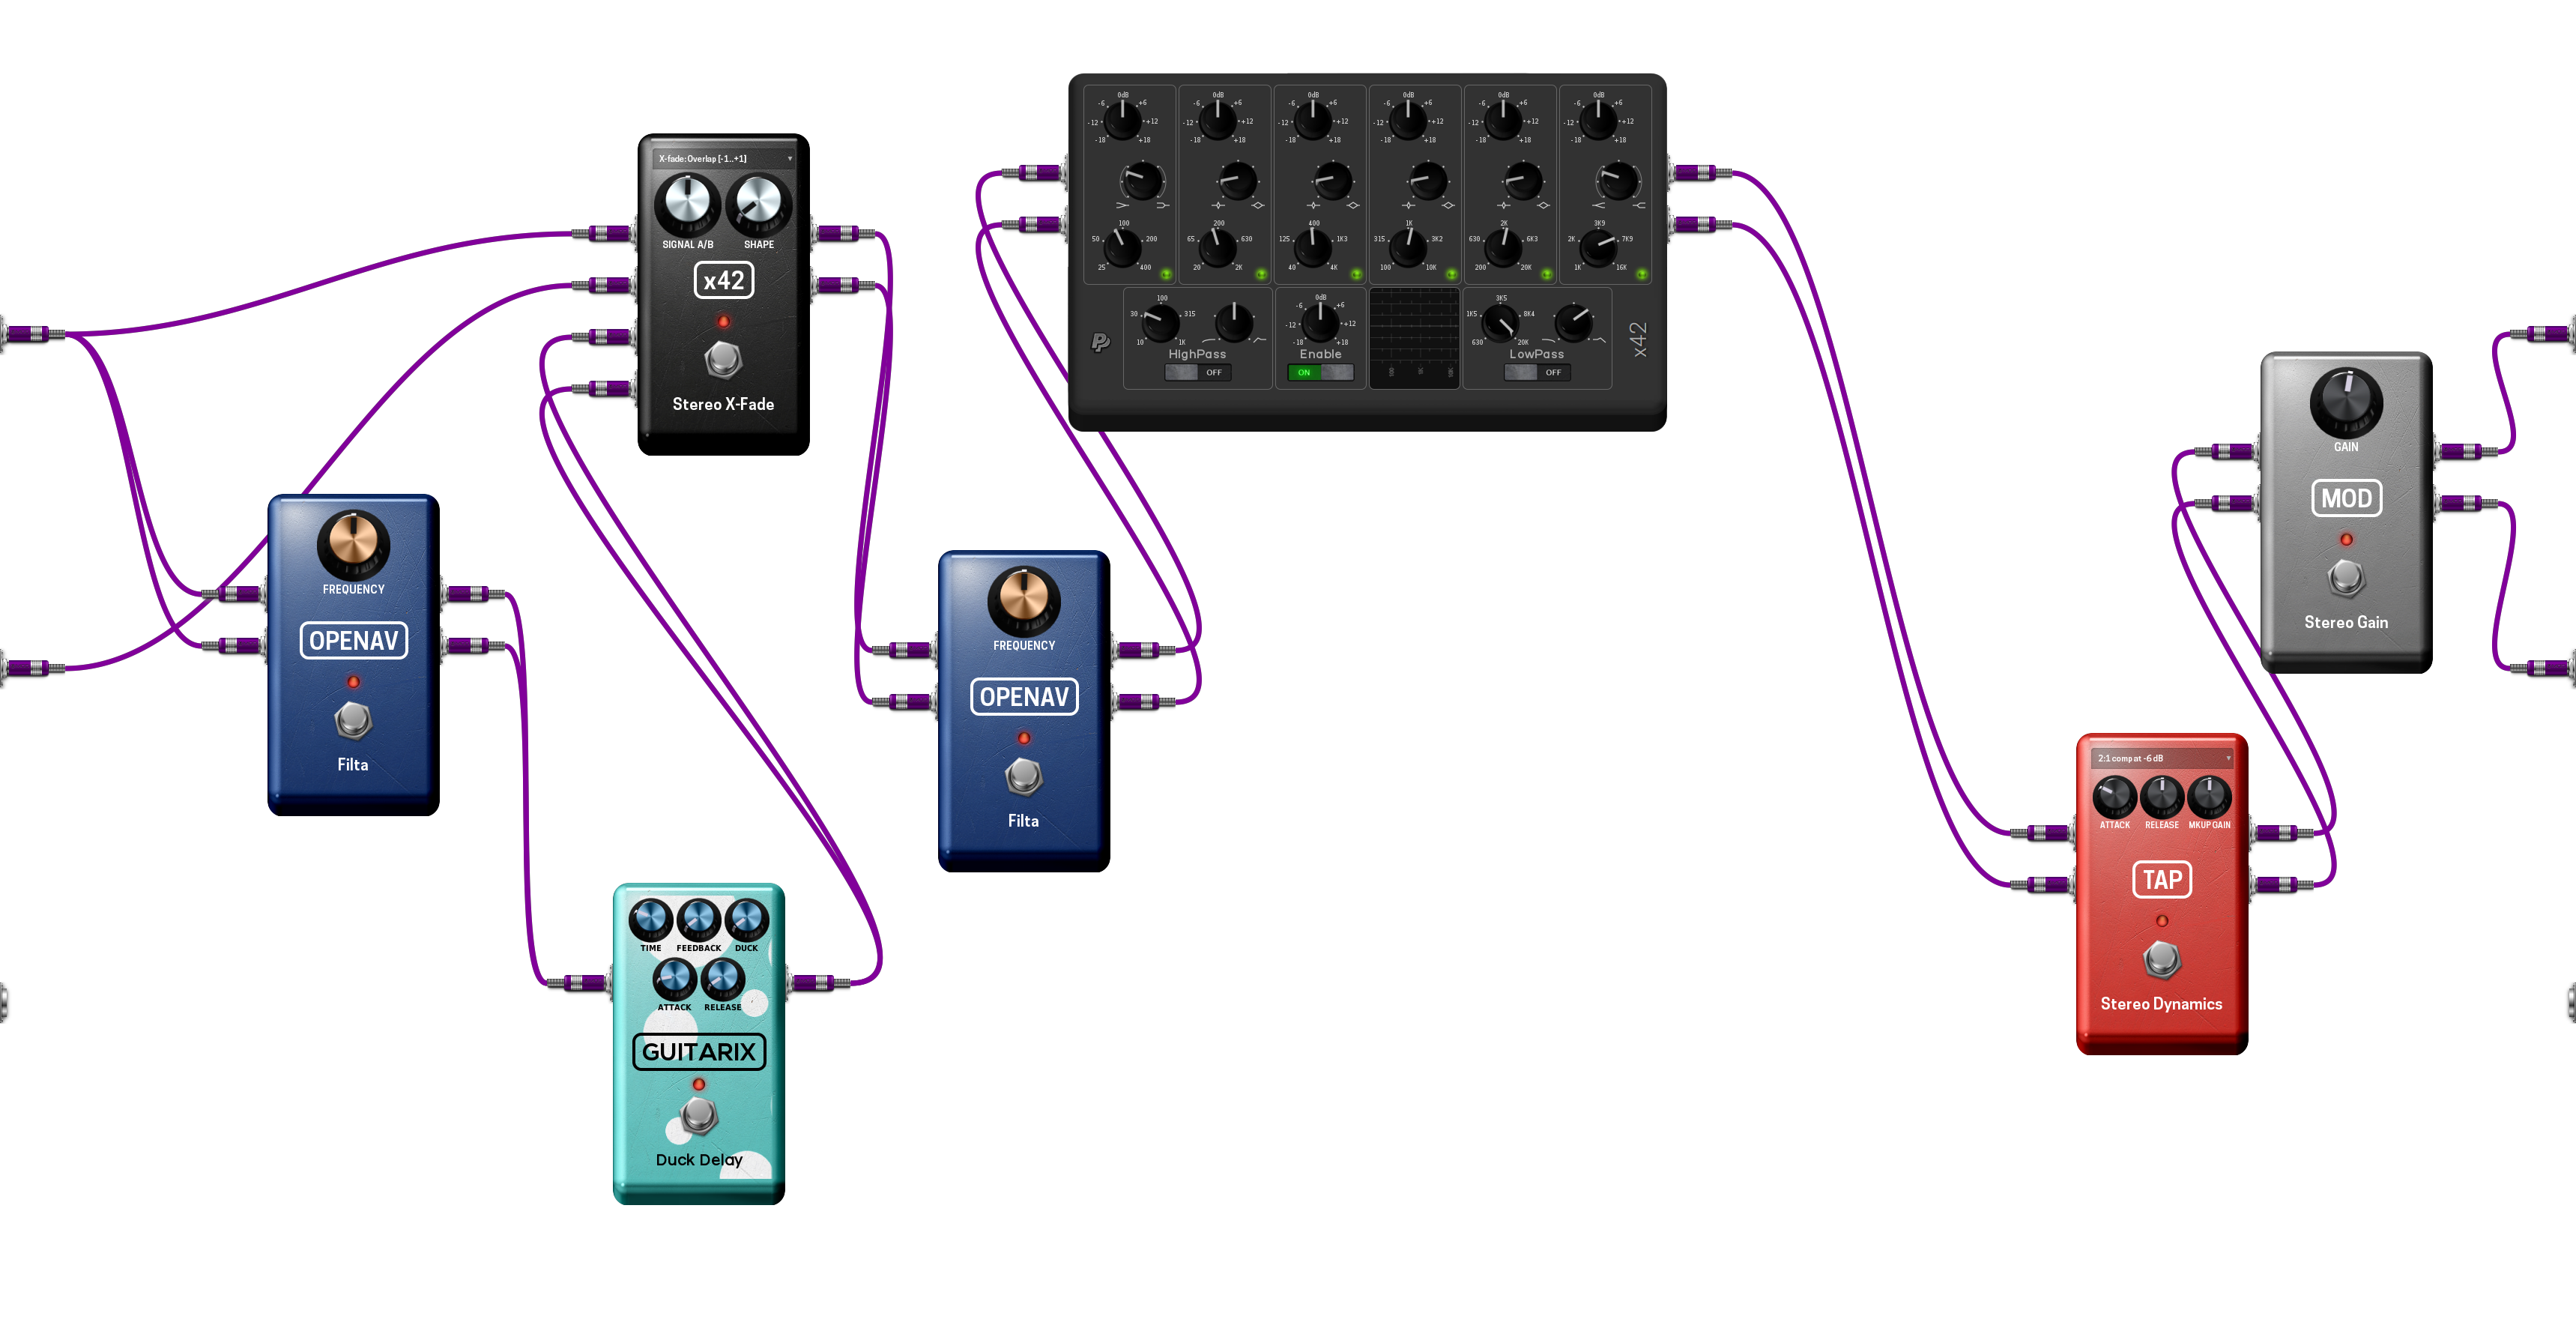 X-fade: Overlap [-1..+1]
SIGNAL A/B SHAPE
x42
Stereo X-Fade
0dB 0dB 0dB 0dB 0dB 0dB
-6 +6 -6 +6 -6 +6 -6 +6 -6 +6 -6 +6
-12 +12 -12 +12 -12 +12 -12 +12 -12 +12 -12 +12
-18 +18 -18 +18 -18 +18 -18 +18 -18 +18 -18 +18
100 200 400 1K 2K 3K9
50 200 65 630 125 1K3 315 3K2 630 6K3 2K 7K9
25 400 20 2K 40 4K 100 10K 200 20K 1K 16K
100 0dB 3K5
30 315 -6 +6 1K5 8K4
-12 +12
10 1K -18 +18 630 20K
HighPass Enable LowPass
OFF ON OFF
x42
FREQUENCY
OPENAV
Filta
FREQUENCY
OPENAV
Filta
TIME FEEDBACK DUCK
ATTACK RELEASE
GUITARIX
Duck Delay
GAIN
MOD
Stereo Gain
2:1 comp at -6 dB
ATTACK RELEASE MKUP GAIN
TAP
Stereo Dynamics